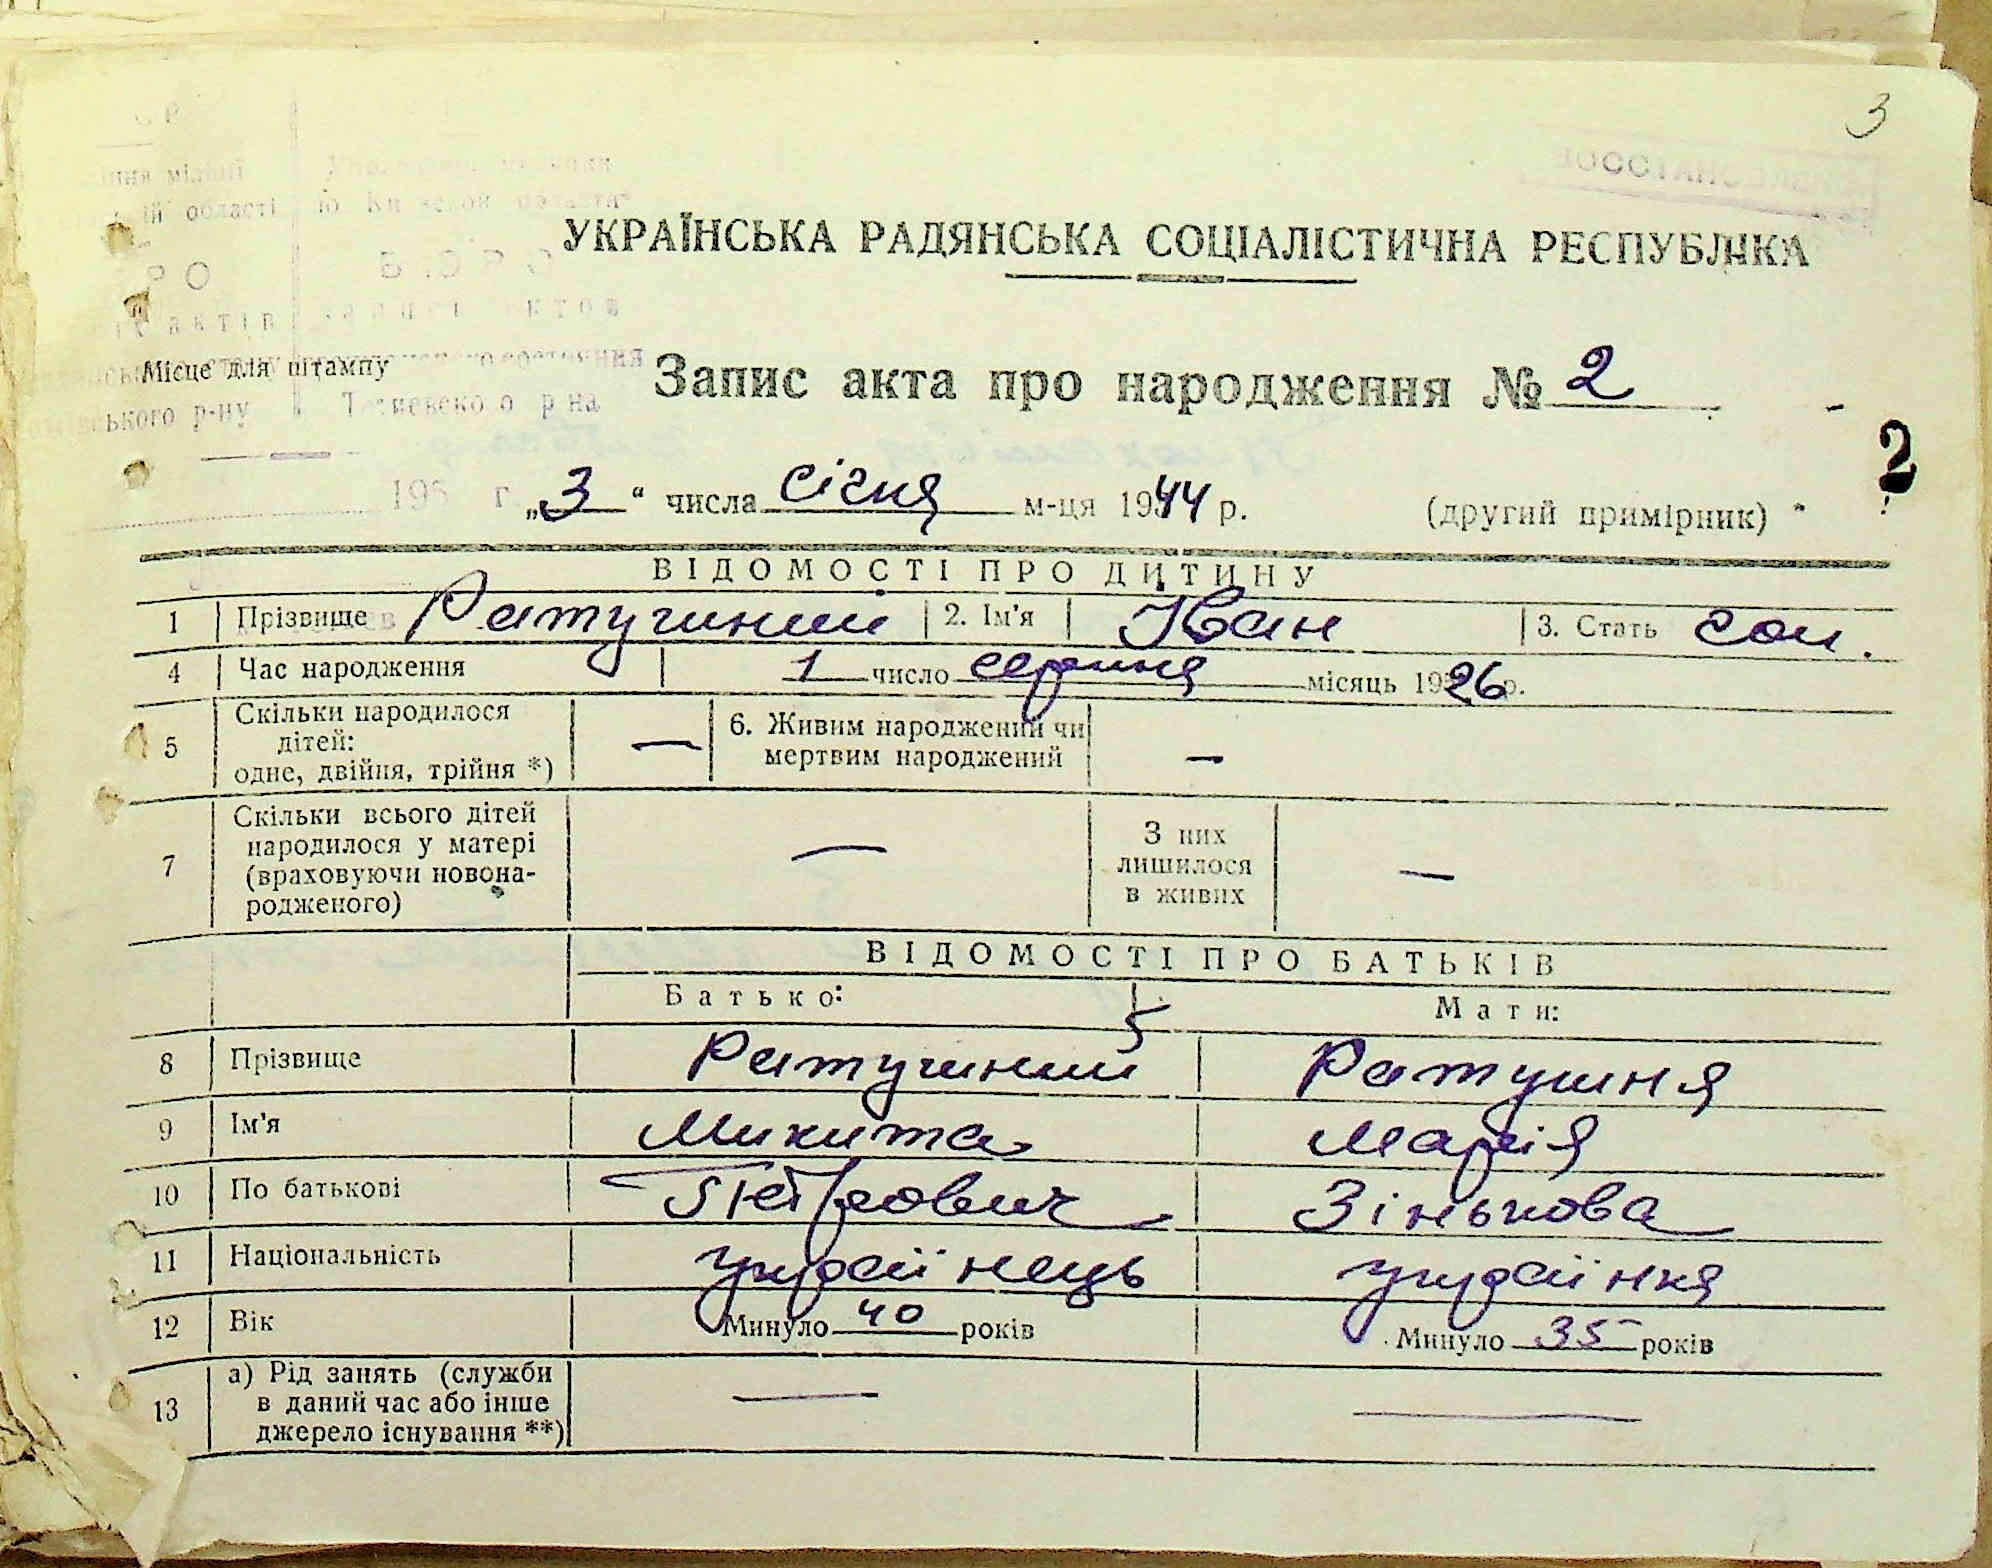 3
УКРАЇНСЬКА РАДЯНСЬКА СОЦІАЛІСТИЧНА РЕСПУБЛІКА
Місце для штампу
Запис акта про народження № 2
2
„3“ числа січня м-ця 1944 р. (другий примірник) *
ВІДОМОСТІ ПРО ДИТИНУ
1 Прізвище Ратушний 2. Ім'я Іван 3. Стать чол.
4 Час народження 1 число серпня місяць 1926 р.
5 Скільки народилося дітей: одне, двійня, трійня *) — 6. Живим народжений чи мертвим народжений —
7 Скільки всього дітей народилося у матері (враховуючи новонародженого) — З них лишилося в живих —
ВІДОМОСТІ ПРО БАТЬКІВ
Батько: Мати:
8 Прізвище Ратушний Ратушня
9 Ім'я Микита Марія
10 По батькові Петрович Зінькова
11 Національність українець українка
12 Вік Минуло 40 років Минуло 35 років
13 а) Рід занять (служби в даний час або інше джерело існування **) — —